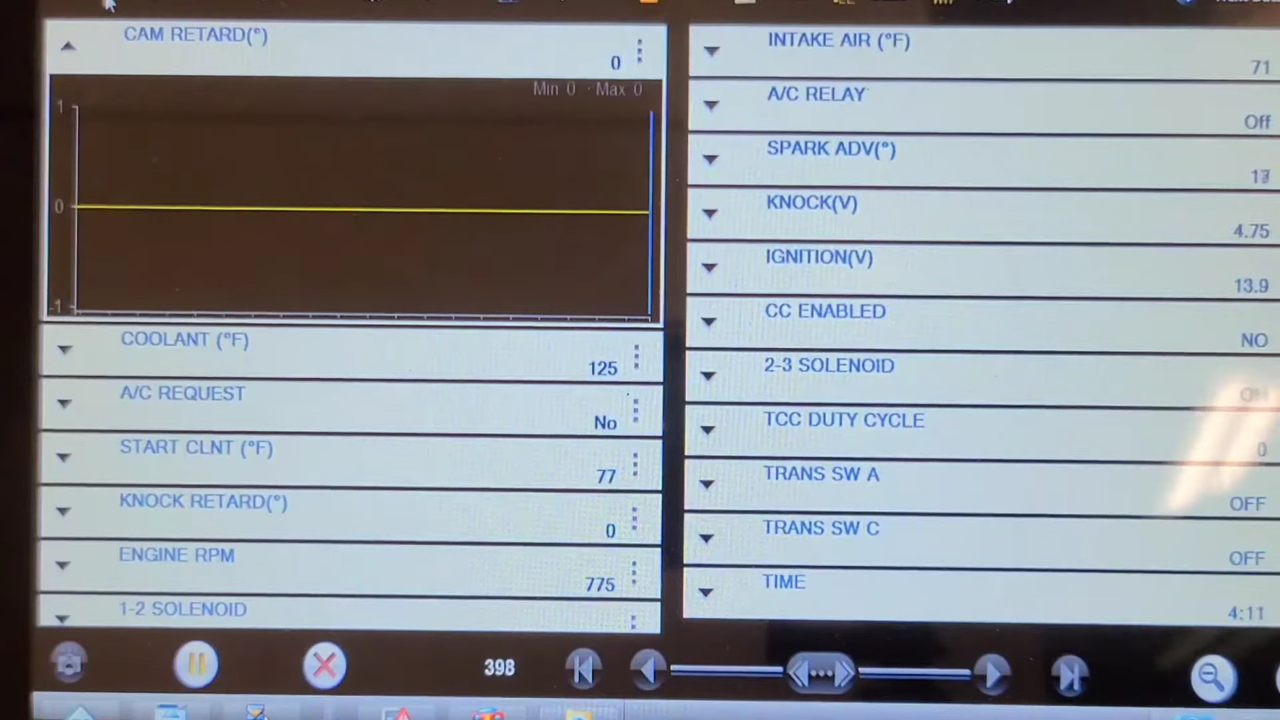 CAM RETARD(°)
0
Min 0 · Max 0
1
0
-1
COOLANT (°F)
125
A/C REQUEST
No
START CLNT (°F)
77
KNOCK RETARD(°)
0
ENGINE RPM
775
1-2 SOLENOID
INTAKE AIR (°F)
71
A/C RELAY
Off
SPARK ADV(°)
KNOCK(V)
4.75
IGNITION(V)
13.9
CC ENABLED
NO
2-3 SOLENOID
ON
TCC DUTY CYCLE
0
TRANS SW A
OFF
TRANS SW C
OFF
TIME
4:11
398